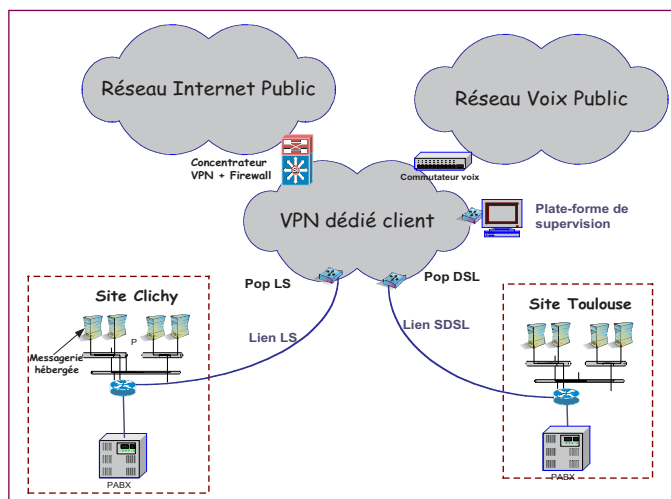 Réseau Internet Public
Réseau Voix Public
Concentrateur
VPN + Firewall
Commutateur voix
VPN dédié client
Plate-forme de
supervision
Pop LS
Pop DSL
Site Clichy
Site Toulouse
Lien LS
Lien SDSL
P
Messagerie
hébergée
PABX
PABX